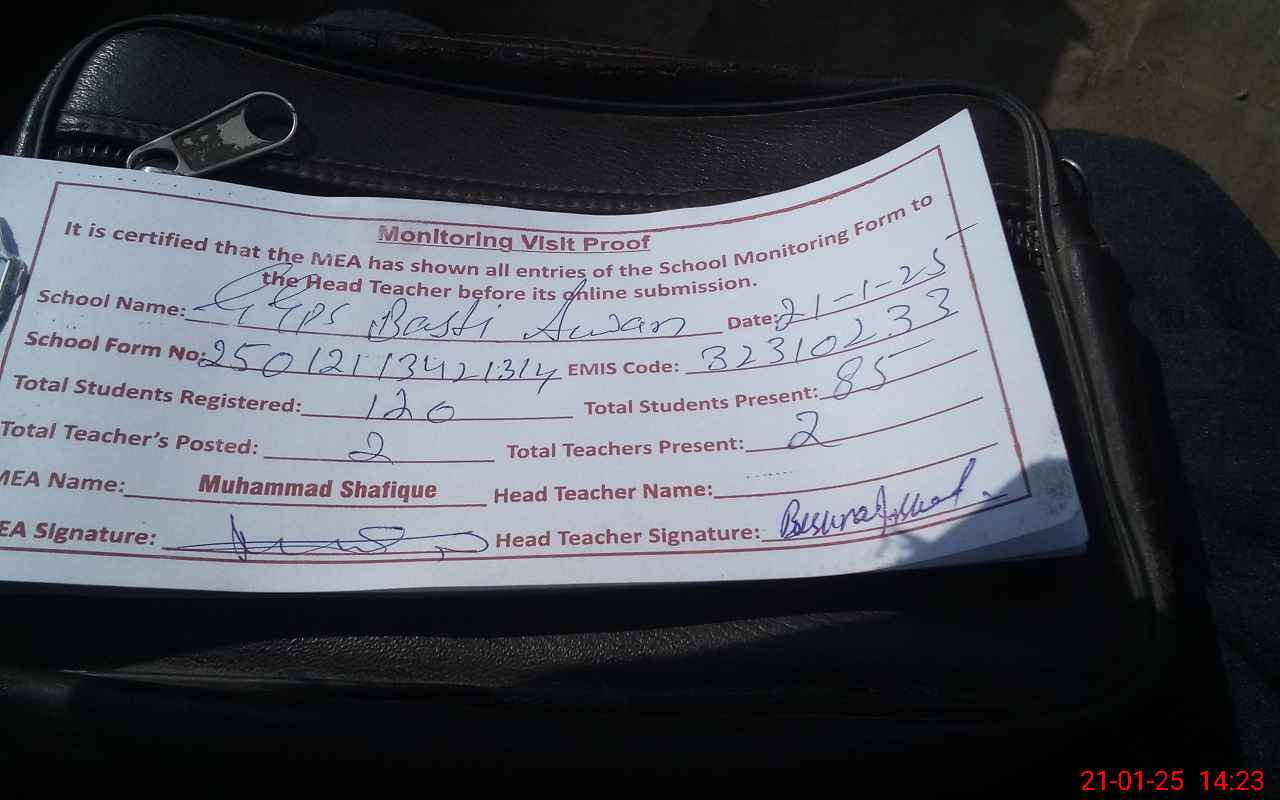 Monitoring Visit Proof
It is certified that the MEA has shown all entries of the School Monitoring Form to
the Head Teacher before its online submission.
School Name: GGPS Basti Awan Date: 21-1-25
School Form No: 25012113421314 EMIS Code: 32310233
Total Students Registered: 120 Total Students Present: 85
Total Teacher's Posted: 2 Total Teachers Present: 2
MEA Name: Muhammad Shafique Head Teacher Name:
EA Signature: Head Teacher Signature:
21-01-25 14:23